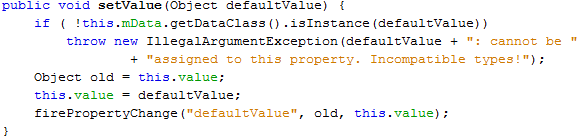 public void setValue(Object defaultValue) {
    if ( !this.mData.getDataClass().isInstance(defaultValue))
        throw new IllegalArgumentException(defaultValue + ": cannot be "
                + "assigned to this property. Incompatible types!");
    Object old = this.value;
    this.value = defaultValue;
    firePropertyChange("defaultValue", old, this.value);
}